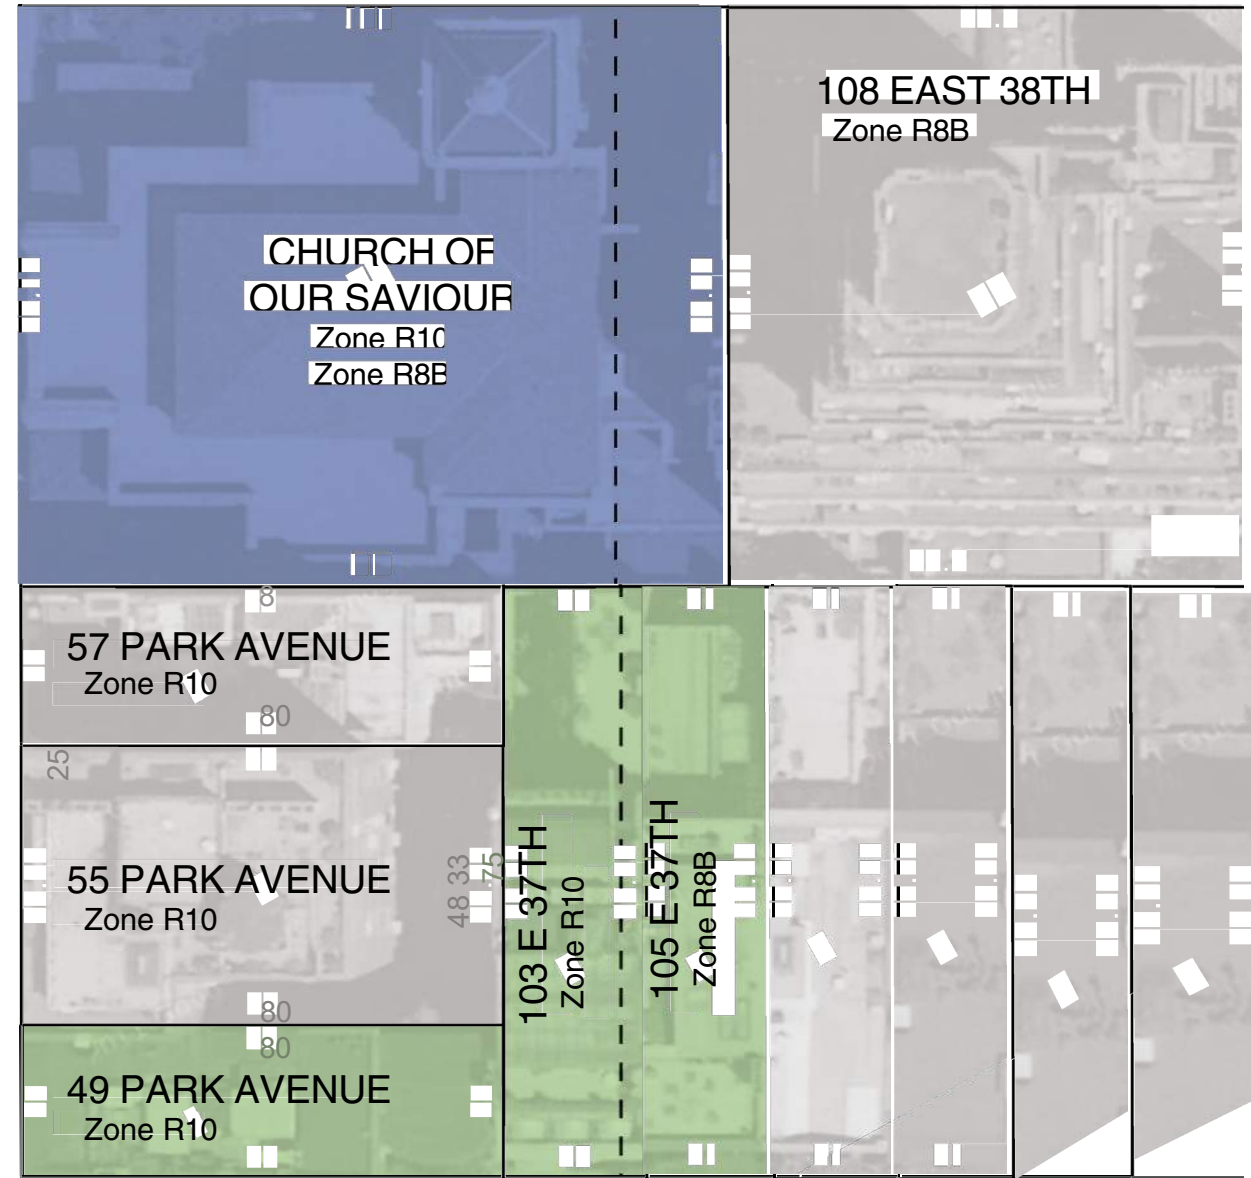 108 EAST 38TH
Zone R8B
CHURCH OF
OUR SAVIOUR
Zone R10
Zone R8B
8
57 PARK AVENUE
Zone R10
80
25
55 PARK AVENUE
Zone R10
48 33
.75
80
80
49 PARK AVENUE
Zone R10
103 E 37TH
Zone R10
105 E 37TH
Zone R8B